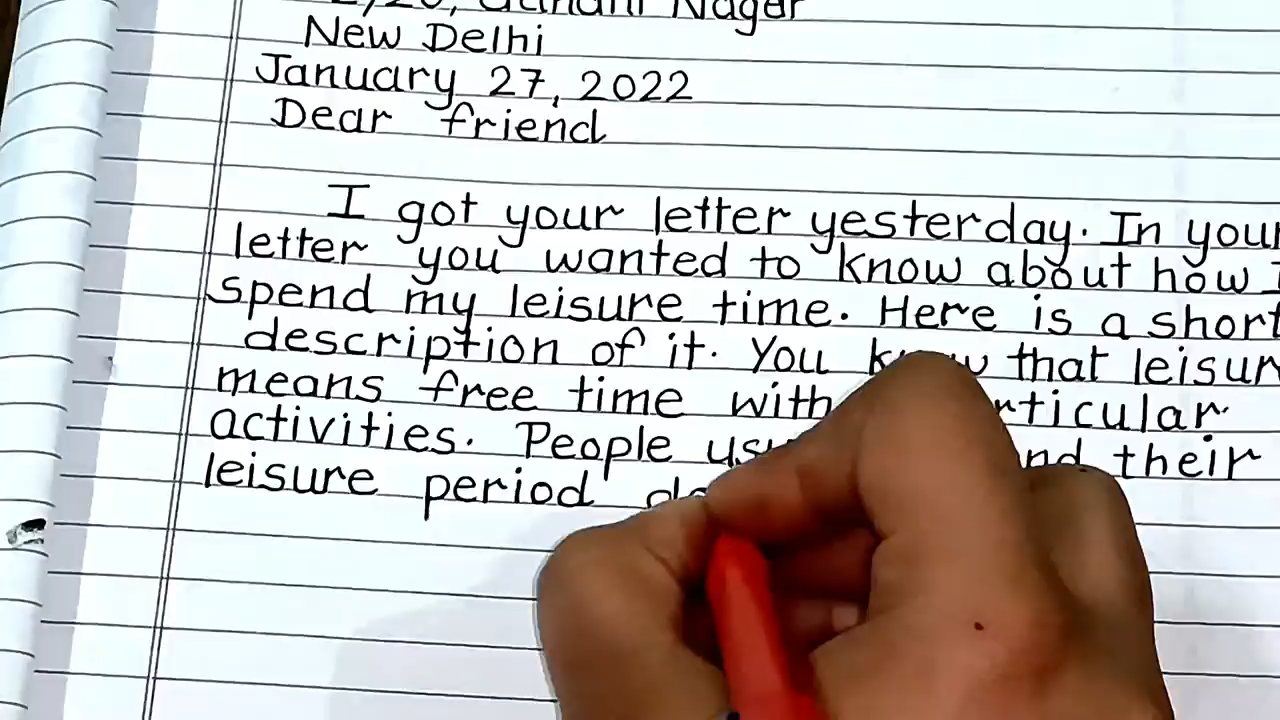 Nagar
New Delhi
January 27, 2022
Dear friend
I got your letter yesterday. In your
letter you wanted to know about how I
spend my leisure time. Here is a short
description of it. You that
means free time with
activities. People their
leisure period